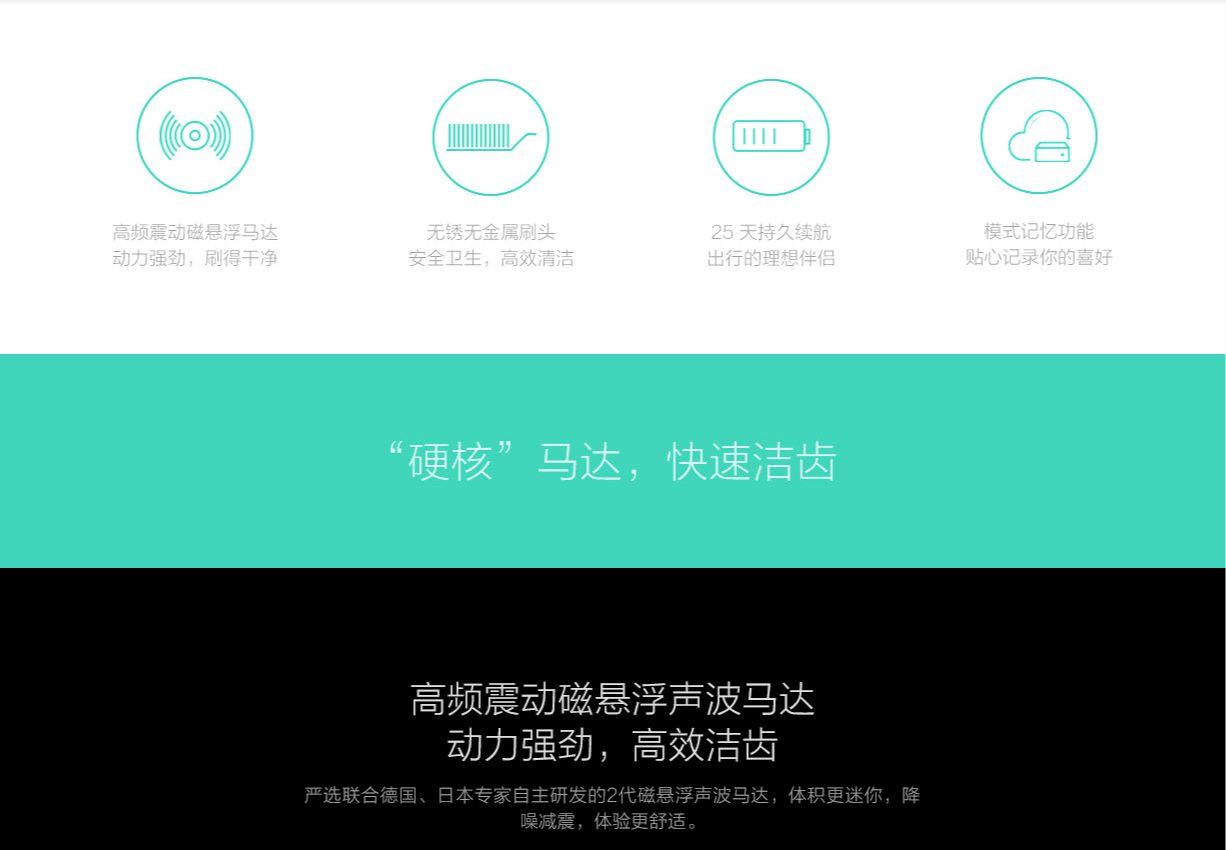 高频震动磁悬浮马达
动力强劲，刷得干净
无锈无金属刷头
安全卫生，高效清洁
25 天持久续航
出行的理想伴侣
模式记忆功能
贴心记录你的喜好
“硬核”马达，快速洁齿
高频震动磁悬浮声波马达
动力强劲，高效洁齿
严选联合德国、日本专家自主研发的2代磁悬浮声波马达，体积更迷你，降
噪减震，体验更舒适。